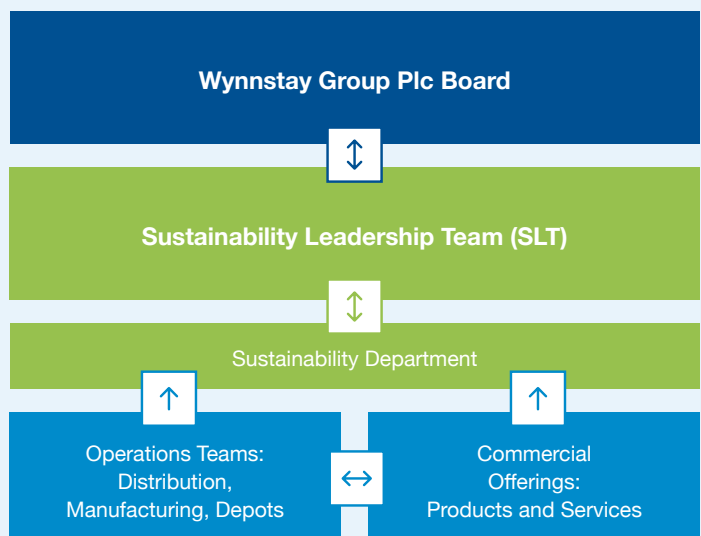 Wynnstay Group Plc Board
Sustainability Leadership Team (SLT)
Sustainability Department
Operations Teams:
Distribution,
Manufacturing, Depots
Commercial
Offerings:
Products and Services